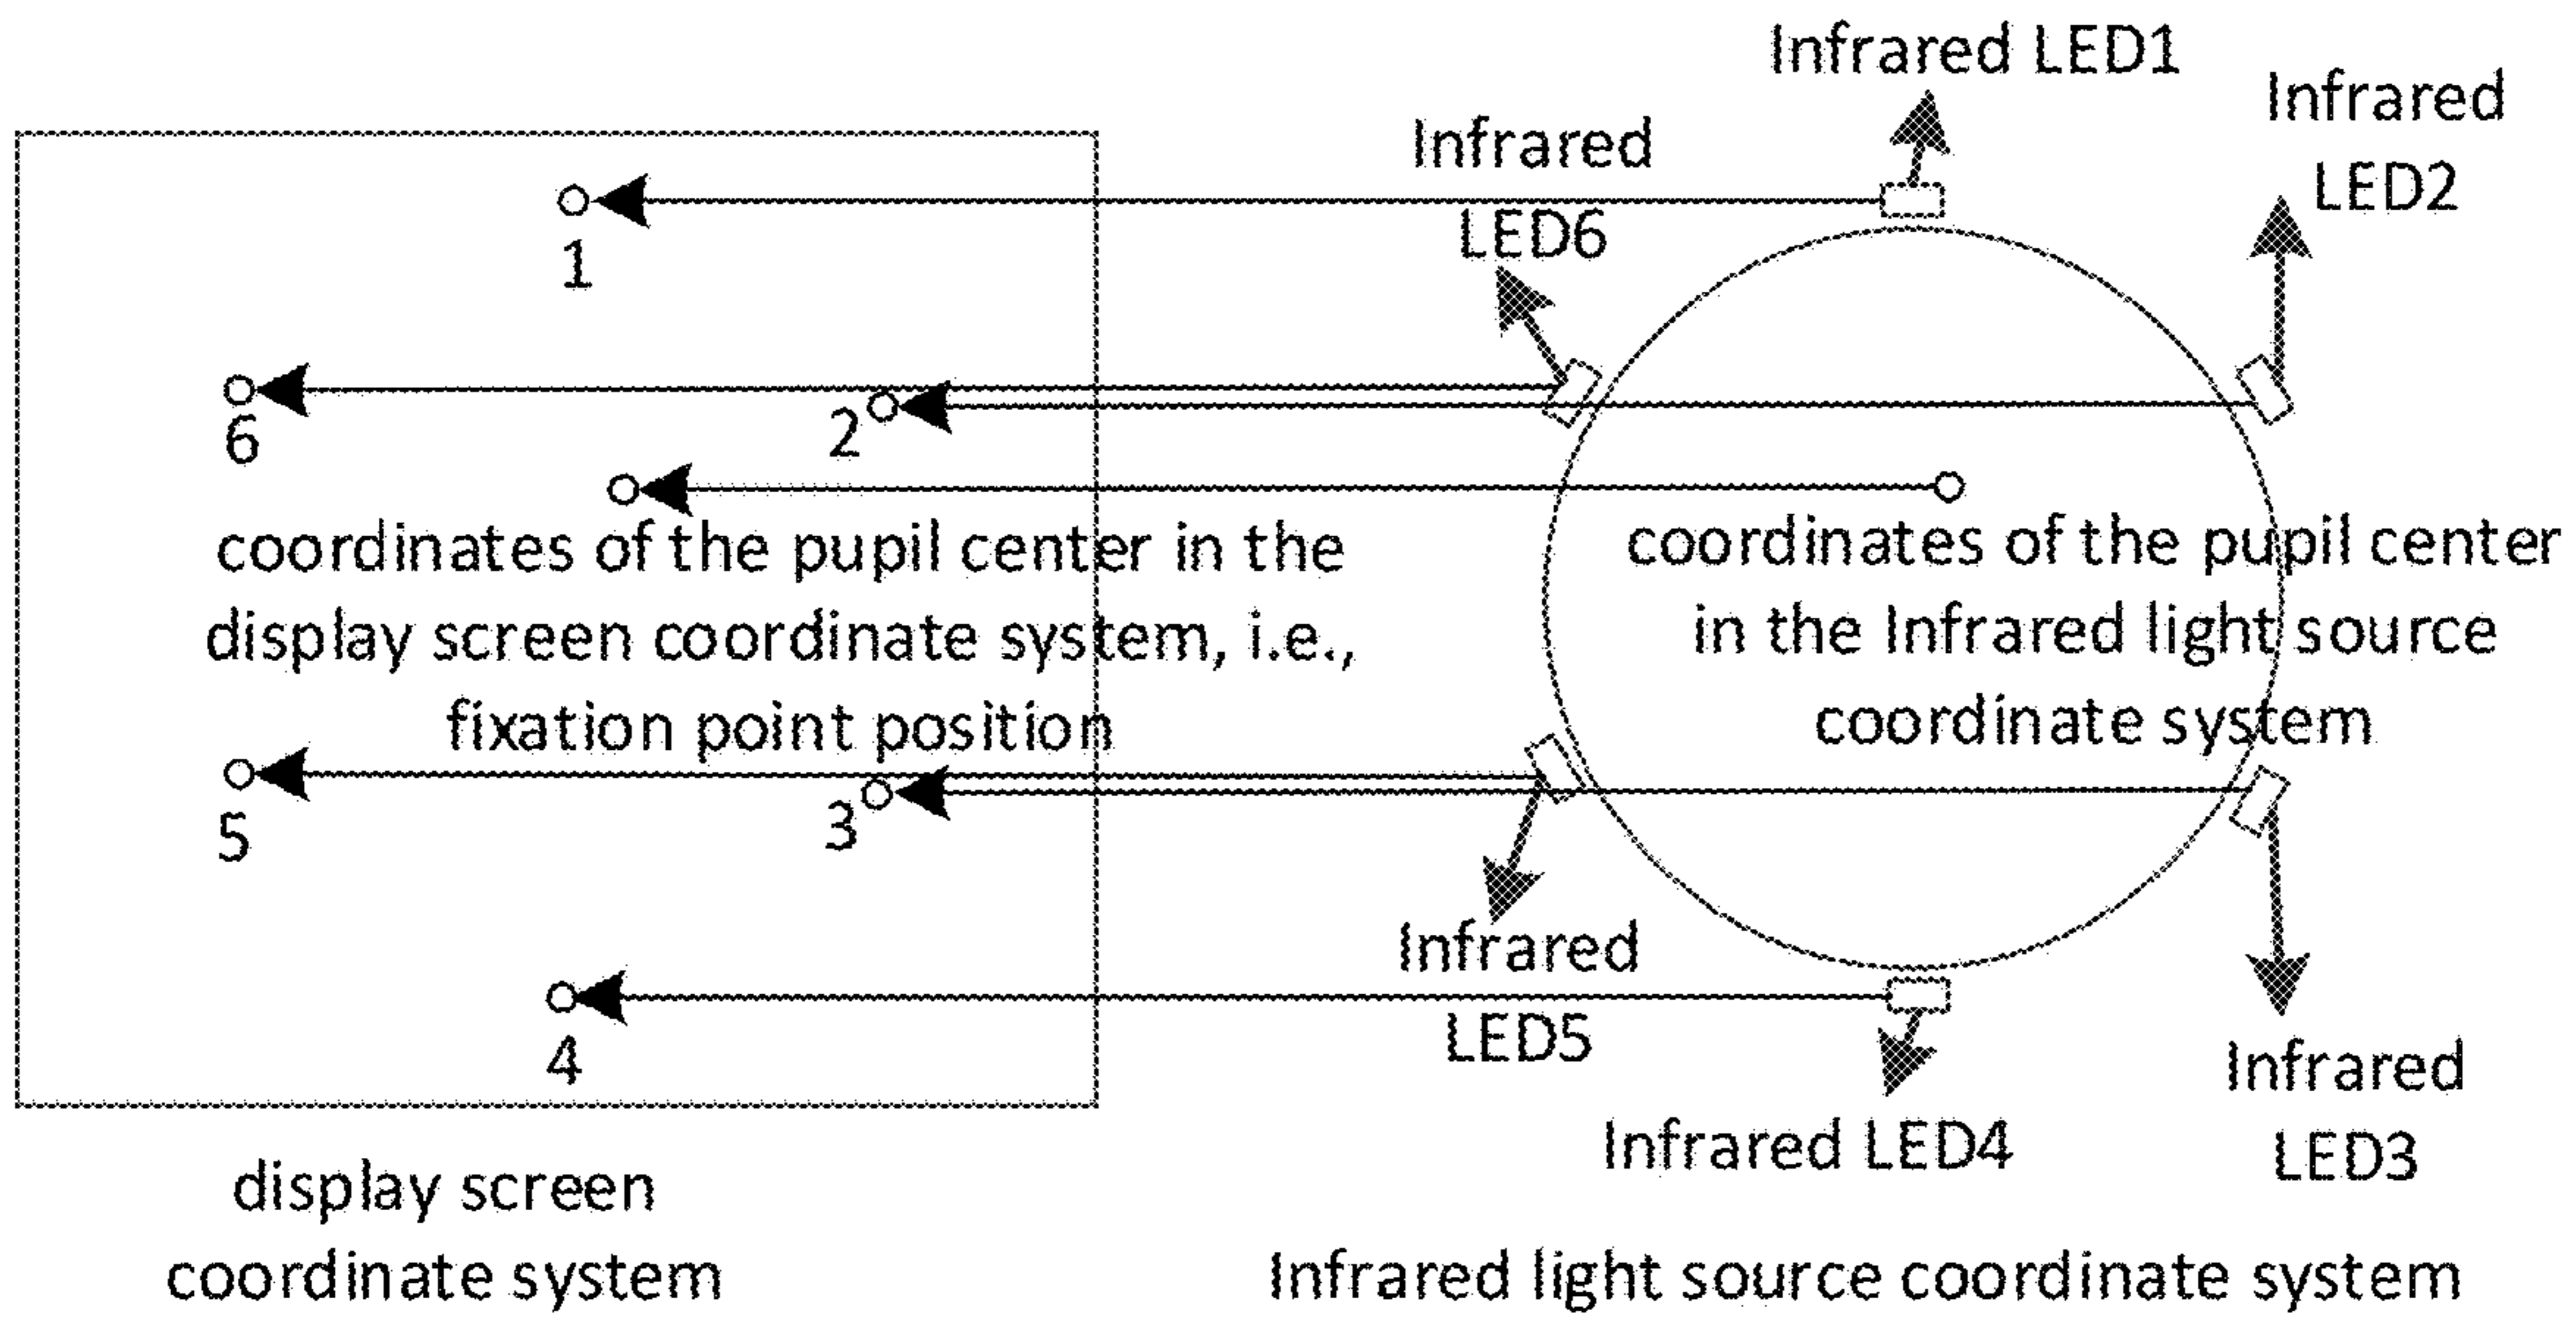 Infrared LED1
Infrared
LED2
Infrared
LED6
1
6
2
coordinates of the pupil center in the
display screen coordinate system, i.e.,
fixation point position
coordinates of the pupil center
in the Infrared light source
coordinate system
5
3
4
Infrared
LED5
Infrared LED4
Infrared
LED3
display screen
coordinate system
Infrared light source coordinate system